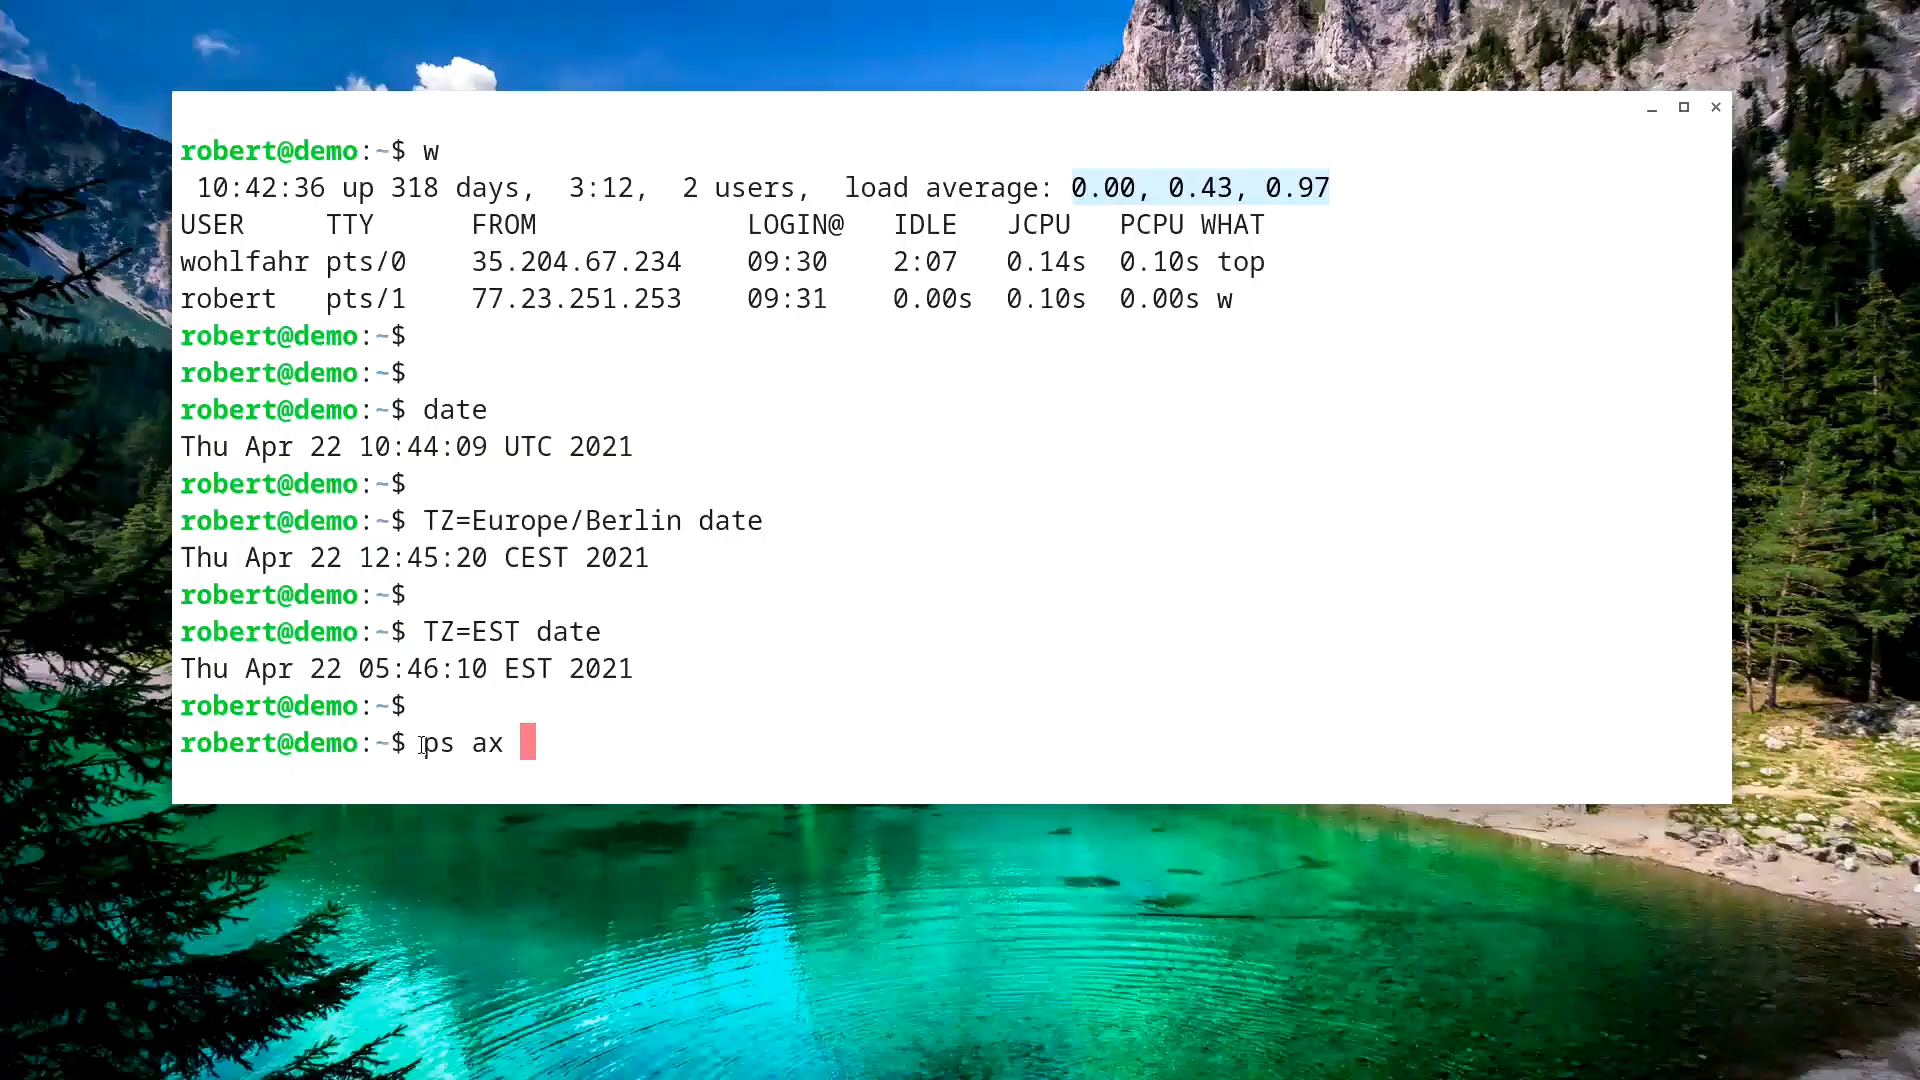 robert@demo:~$ w
 10:42:36 up 318 days,  3:12,  2 users,  load average: 0.00, 0.43, 0.97
USER     TTY      FROM             LOGIN@   IDLE   JCPU   PCPU WHAT
wohlfahr pts/0    35.204.67.234    09:30    2:07   0.14s  0.10s top
robert   pts/1    77.23.251.253    09:31    0.00s  0.10s  0.00s w
robert@demo:~$
robert@demo:~$
robert@demo:~$ date
Thu Apr 22 10:44:09 UTC 2021
robert@demo:~$
robert@demo:~$ TZ=Europe/Berlin date
Thu Apr 22 12:45:20 CEST 2021
robert@demo:~$
robert@demo:~$ TZ=EST date
Thu Apr 22 05:46:10 EST 2021
robert@demo:~$
robert@demo:~$ ps ax